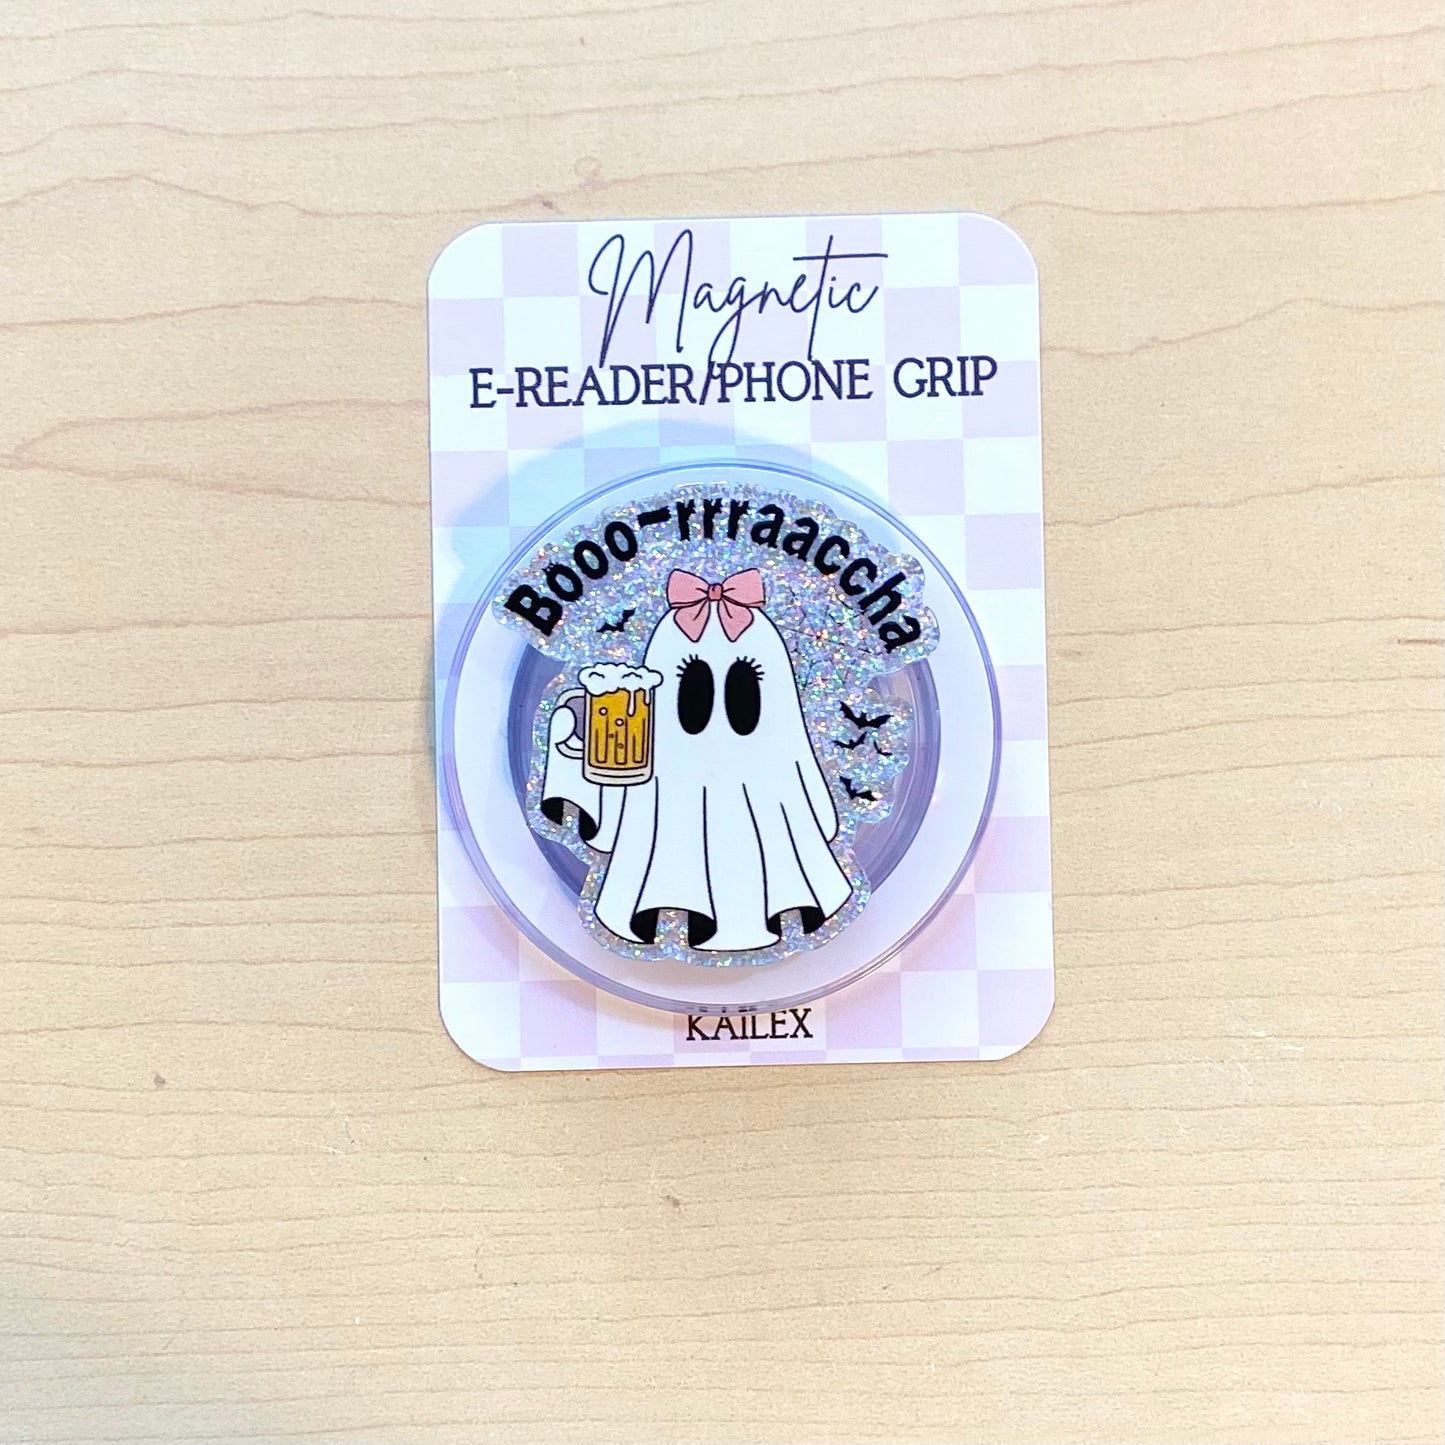 Magnetic
E-READER/PHONE GRIP
Booo-rrraaccha
KAILEX